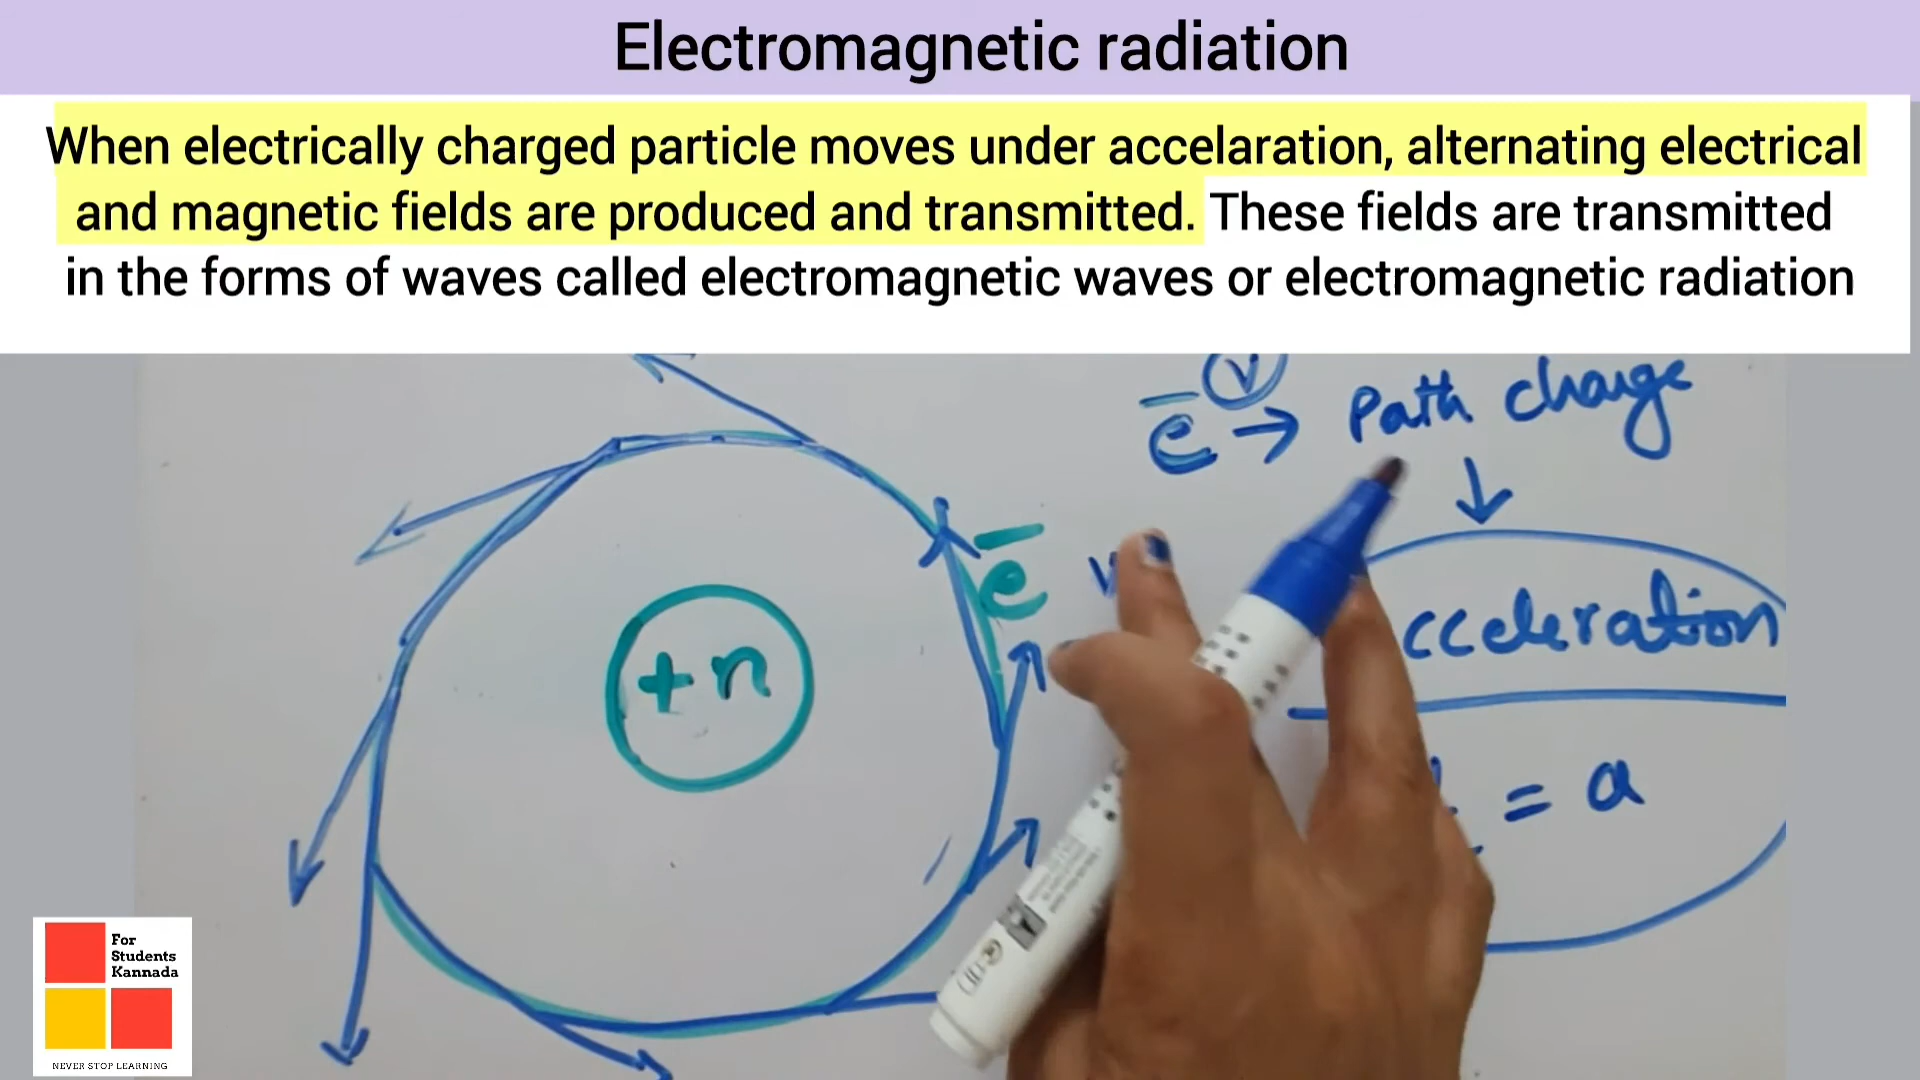 Electromagnetic radiation
When electrically charged particle moves under accelaration, alternating electrical
and magnetic fields are produced and transmitted. These fields are transmitted
in the forms of waves called electromagnetic waves or electromagnetic radiation
v
e → Path change
↓
e
cceleration
+ n
= a
For
Students
Kannada
NEVER STOP LEARNING